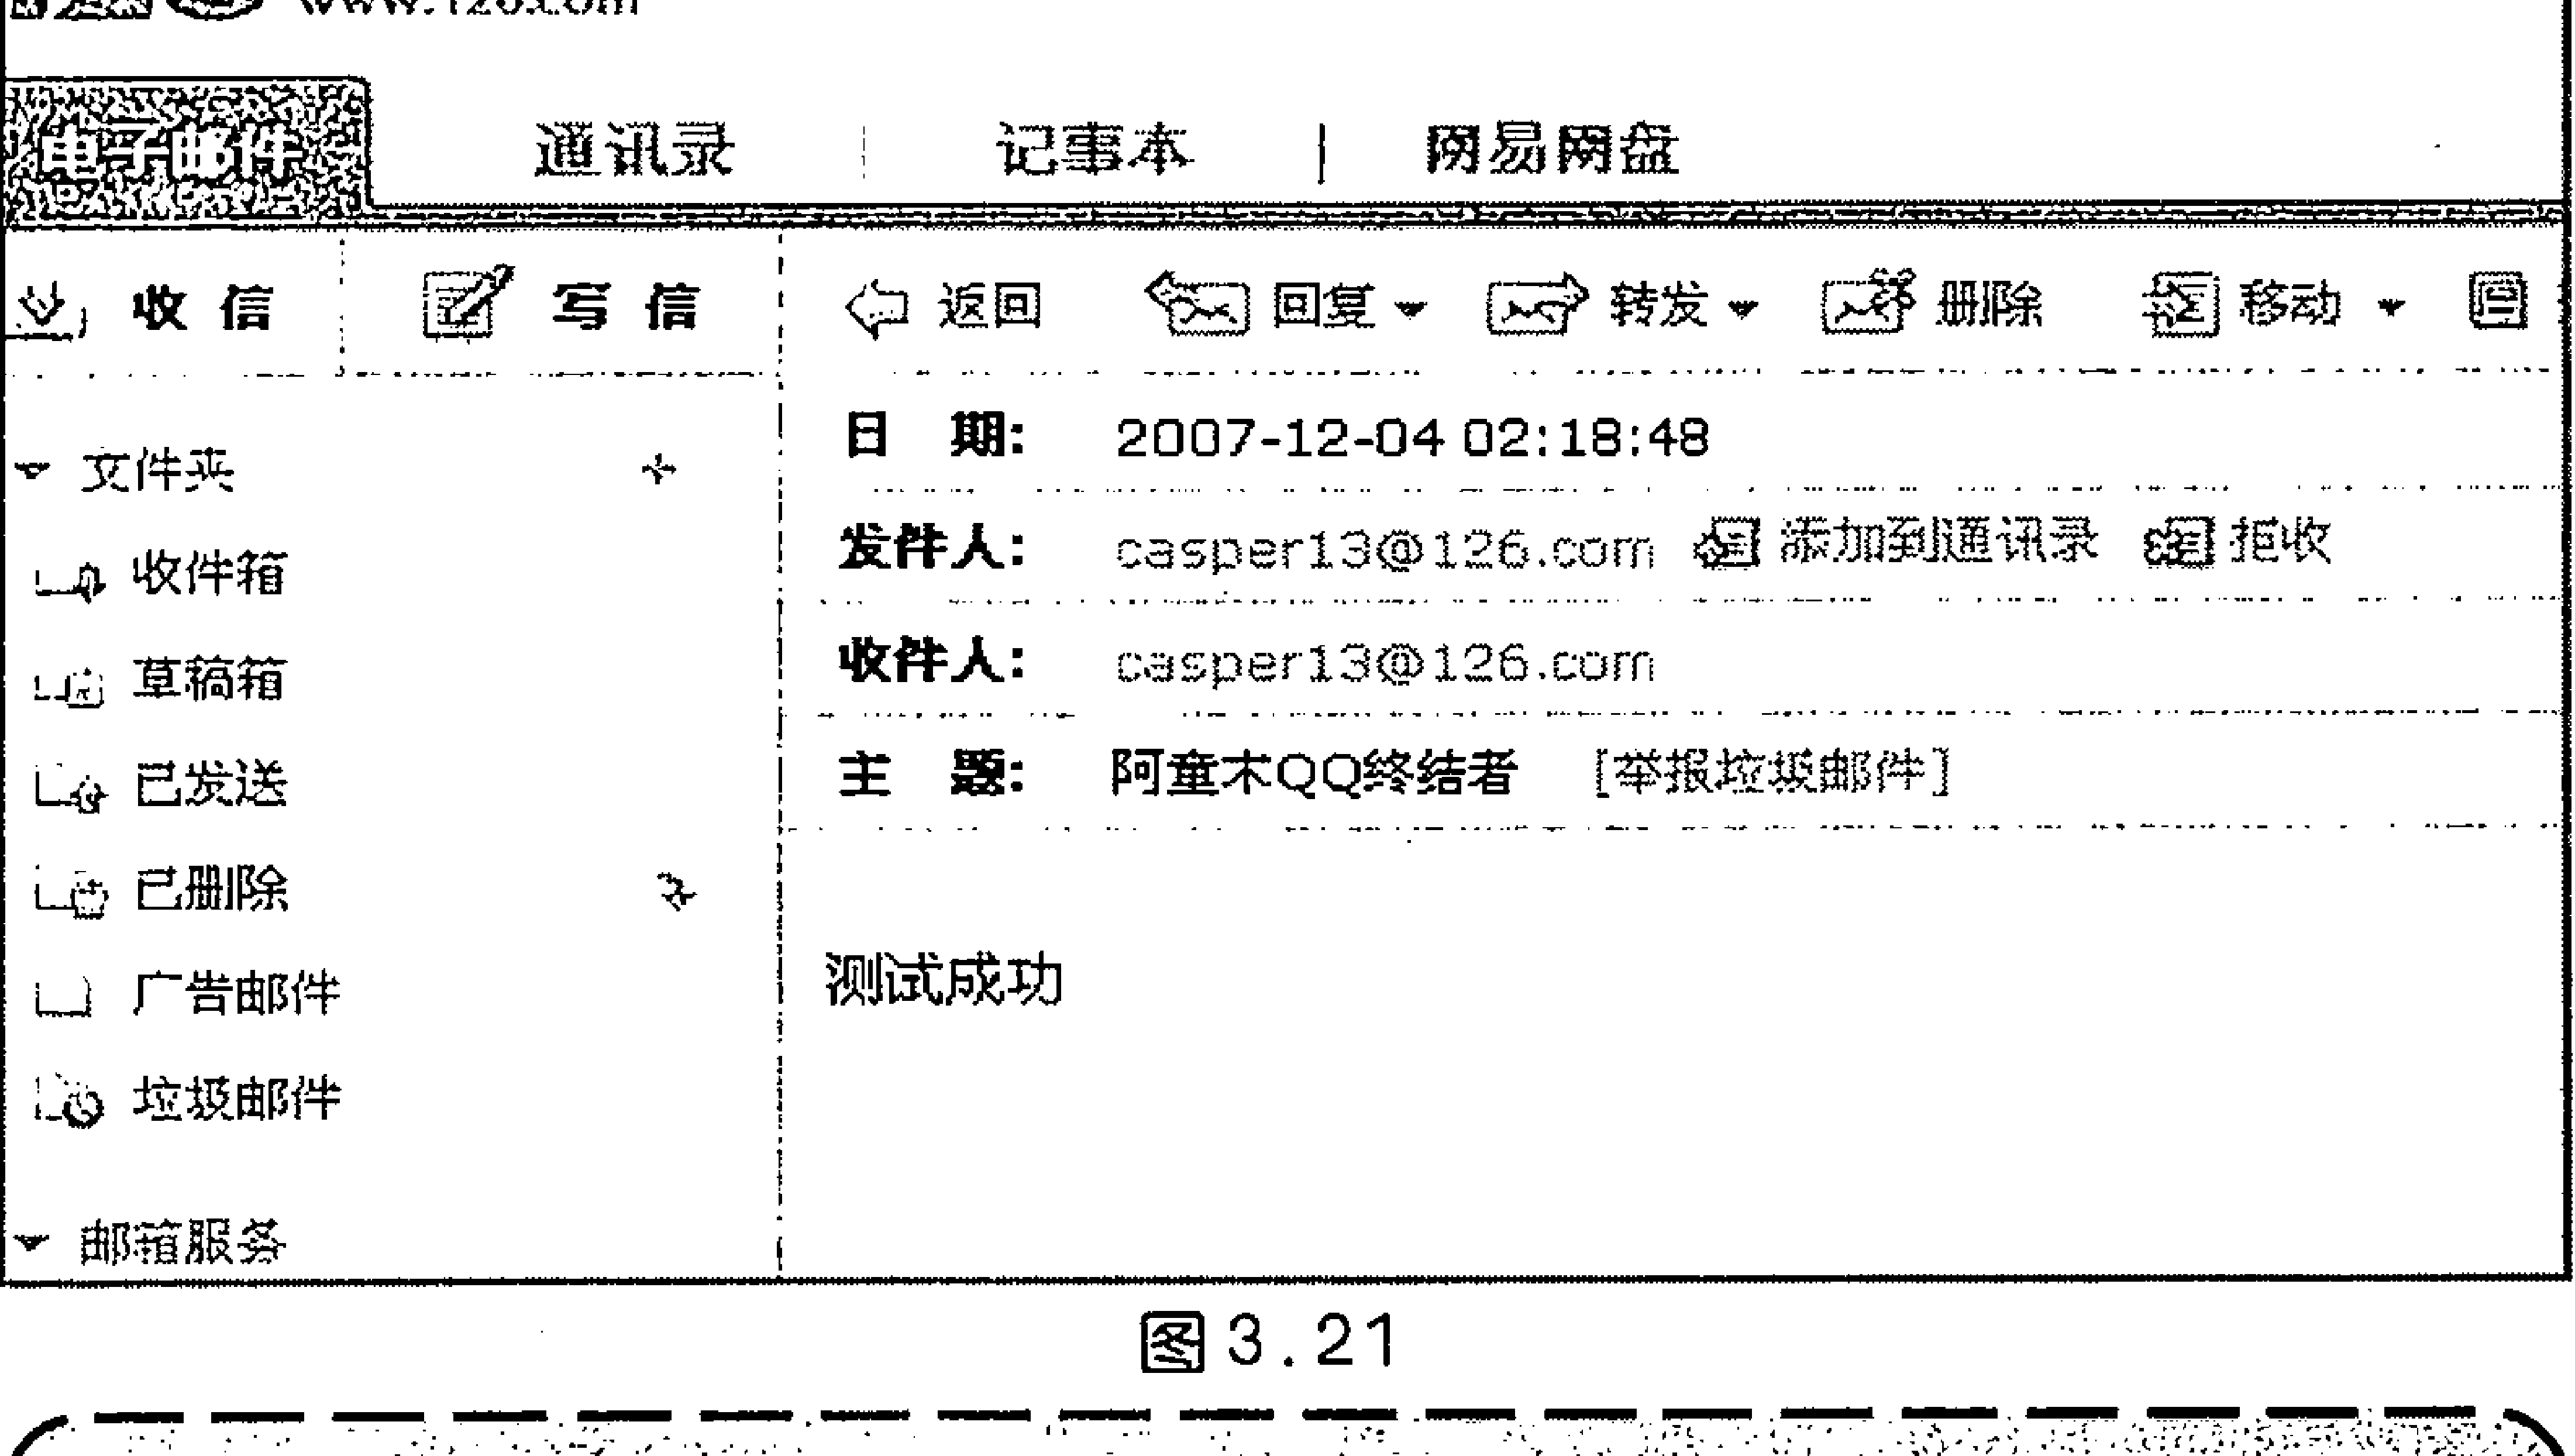 www.126.com
电子邮件 通讯录 | 记事本 | 网易网盘
收 信 写 信 返回 回复 转发 删除 移动
文件夹
收件箱
草稿箱
已发送
已删除
广告邮件
垃圾邮件
邮箱服务
日 期: 2007-12-04 02:18:48
发件人: casper13@126.com 添加到通讯录 拒收
收件人: casper13@126.com
主 题: 阿童木QQ终结者 [举报垃圾邮件]
测试成功
图3.21